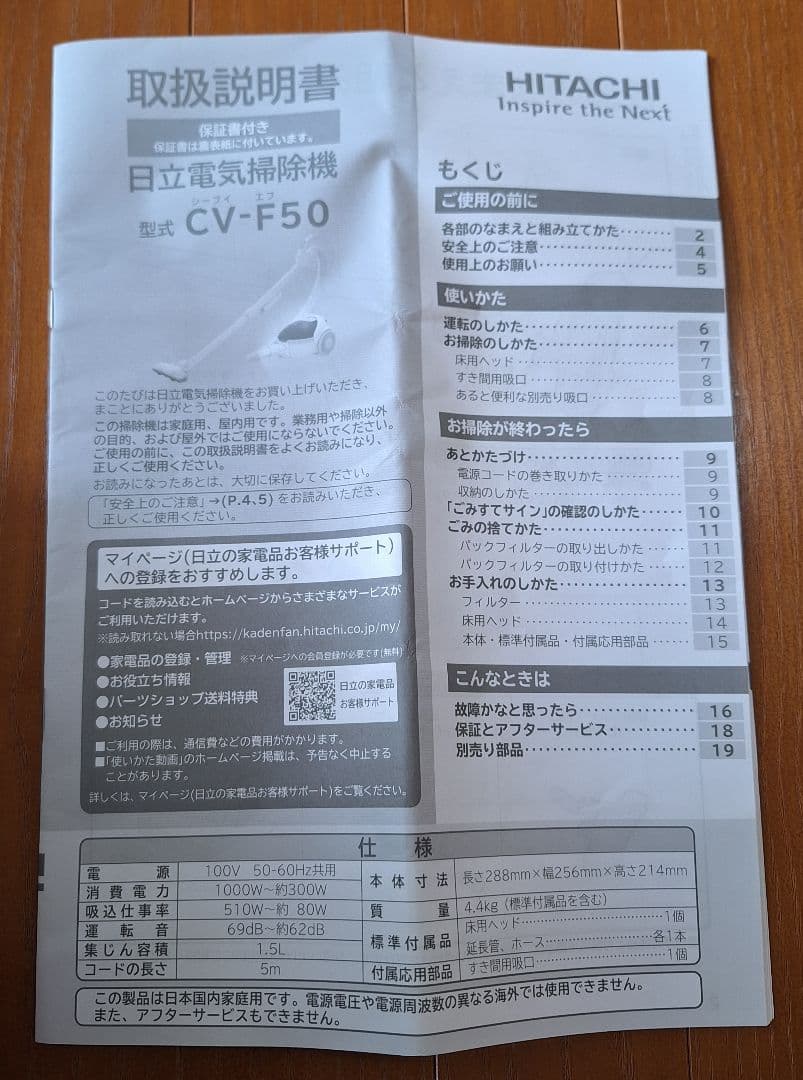 取扱説明書
保証書付き
保証書は裏表紙に付いています。
日立電気掃除機
シーブイ エフ
型式 CV-F50
このたびは日立電気掃除機をお買い上げいただき、
まことにありがとうございました。
この掃除機は家庭用、屋内用です。業務用や掃除以外
の目的、および屋外ではご使用にならないでください。
ご使用の前に、この取扱説明書をよくお読みになり、
正しくご使用ください。
お読みになったあとは、大切に保存してください。
「安全上のご注意」→(P.4、5) をお読みいただき、
正しくご使用ください。
マイページ(日立の家電品お客様サポート)
への登録をおすすめします。
コードを読み込むとホームページからさまざまなサービスが
ご利用いただけます。
※読み取れない場合https://kadenfan.hitachi.co.jp/my/
●家電品の登録・管理 ※マイページへの会員登録が必要です(無料)
●お役立ち情報
●パーツショップ送料特典
●お知らせ
日立の家電品
お客様サポート
■ご利用の際は、通信費などの費用がかかります。
■「使いかた動画」のホームページ掲載は、予告なく中止する
ことがあります。
詳しくは、マイページ(日立の家電品お客様サポート)をご覧ください。
HITACHI
Inspire the Next
もくじ
ご使用の前に
各部のなまえと組み立てかた‥‥‥‥ 2
安全上のご注意‥‥‥‥‥‥‥‥ 4
使用上のお願い‥‥‥‥‥‥‥‥ 5
使いかた
運転のしかた‥‥‥‥‥‥‥‥‥ 6
お掃除のしかた‥‥‥‥‥‥‥‥ 7
床用ヘッド‥‥‥‥‥‥‥‥‥ 7
すき間用吸口‥‥‥‥‥‥‥‥ 8
あると便利な別売り吸口‥‥‥‥ 8
お掃除が終わったら
あとかたづけ‥‥‥‥‥‥‥‥‥ 9
電源コードの巻き取りかた‥‥‥ 9
収納のしかた‥‥‥‥‥‥‥‥ 9
「ごみすてサイン」の確認のしかた‥‥ 10
ごみの捨てかた‥‥‥‥‥‥‥‥ 11
パックフィルターの取り出しかた‥‥ 11
パックフィルターの取り付けかた‥‥ 12
お手入れのしかた‥‥‥‥‥‥‥ 13
フィルター‥‥‥‥‥‥‥‥‥ 13
床用ヘッド‥‥‥‥‥‥‥‥‥ 14
本体・標準付属品・付属応用部品‥‥ 15
こんなときは
故障かなと思ったら‥‥‥‥‥‥ 16
保証とアフターサービス‥‥‥‥‥ 18
別売り部品‥‥‥‥‥‥‥‥‥‥ 19
仕様
電源 100V 50-60Hz共用
消費電力 1000W~約300W
吸込仕事率 510W~約 80W
運転音 69dB~約62dB
集じん容積 1.5L
コードの長さ 5m
本体寸法 長さ288mm×幅256mm×高さ214mm
質量 4.4kg(標準付属品を含む)
標準付属品 床用ヘッド‥‥‥‥‥‥1個
延長管、ホース‥‥‥‥‥各1本
付属応用部品 すき間用吸口‥‥‥‥‥1個
この製品は日本国内家庭用です。電源電圧や電源周波数の異なる海外では使用できません。
また、アフターサービスもできません。